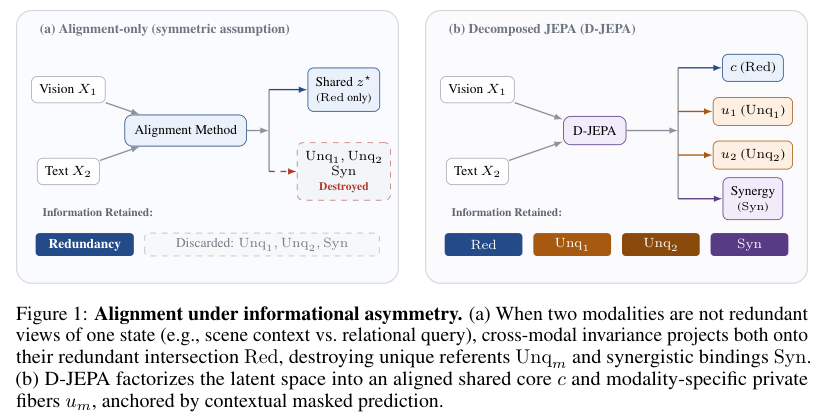 (a) Alignment-only (symmetric assumption)
Vision X₁
Text X₂
Alignment Method
Shared z⋆
(Red only)
Unq₁, Unq₂
Syn
Destroyed
Information Retained:
Redundancy
Discarded: Unq₁, Unq₂, Syn
(b) Decomposed JEPA (D-JEPA)
Vision X₁
Text X₂
D-JEPA
c (Red)
u₁ (Unq₁)
u₂ (Unq₂)
Synergy
(Syn)
Information Retained:
Red
Unq₁
Unq₂
Syn
Figure 1: Alignment under informational asymmetry. (a) When two modalities are not redundant
views of one state (e.g., scene context vs. relational query), cross-modal invariance projects both onto
their redundant intersection Red, destroying unique referents Unqₘ and synergistic bindings Syn.
(b) D-JEPA factorizes the latent space into an aligned shared core c and modality-specific private
fibers uₘ, anchored by contextual masked prediction.